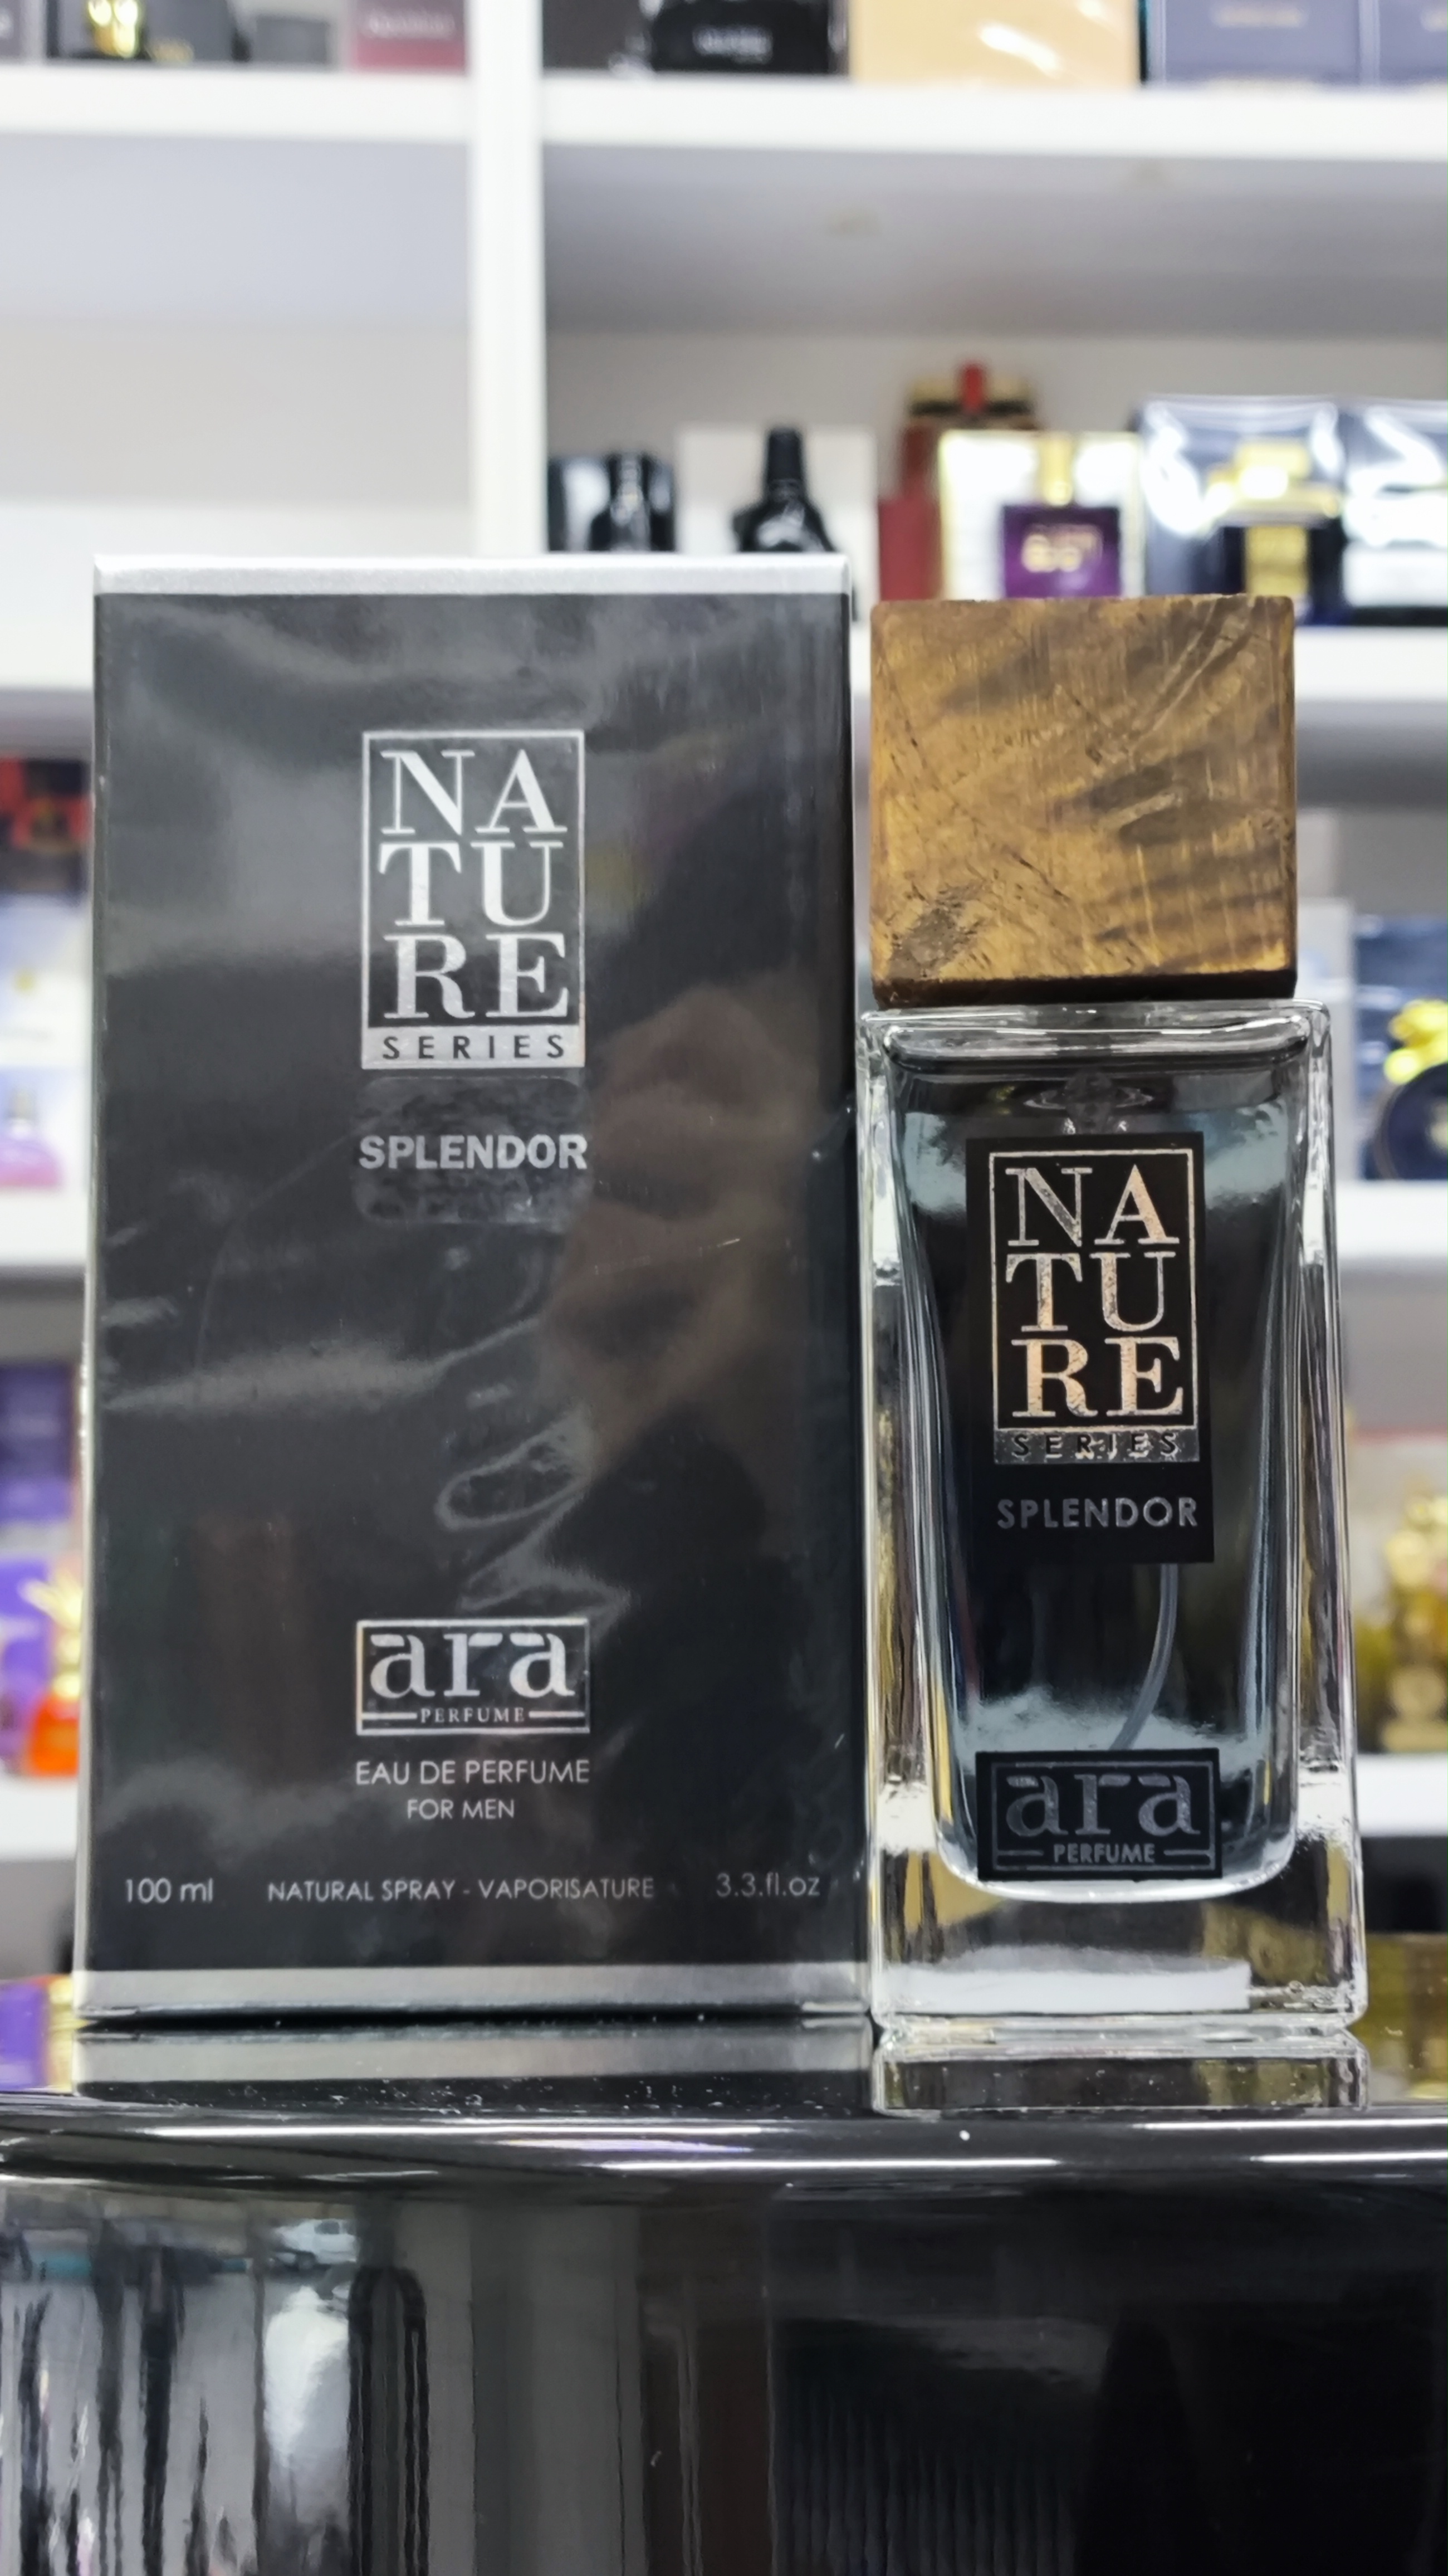 NA
TU
RE
SERIES
SPLENDOR
ara
PERFUME
EAU DE PERFUME
FOR MEN
100 ml NATURAL SPRAY - VAPORISATURE 3.3.fl.oz
NA
TU
RE
SERIES
SPLENDOR
ara
PERFUME